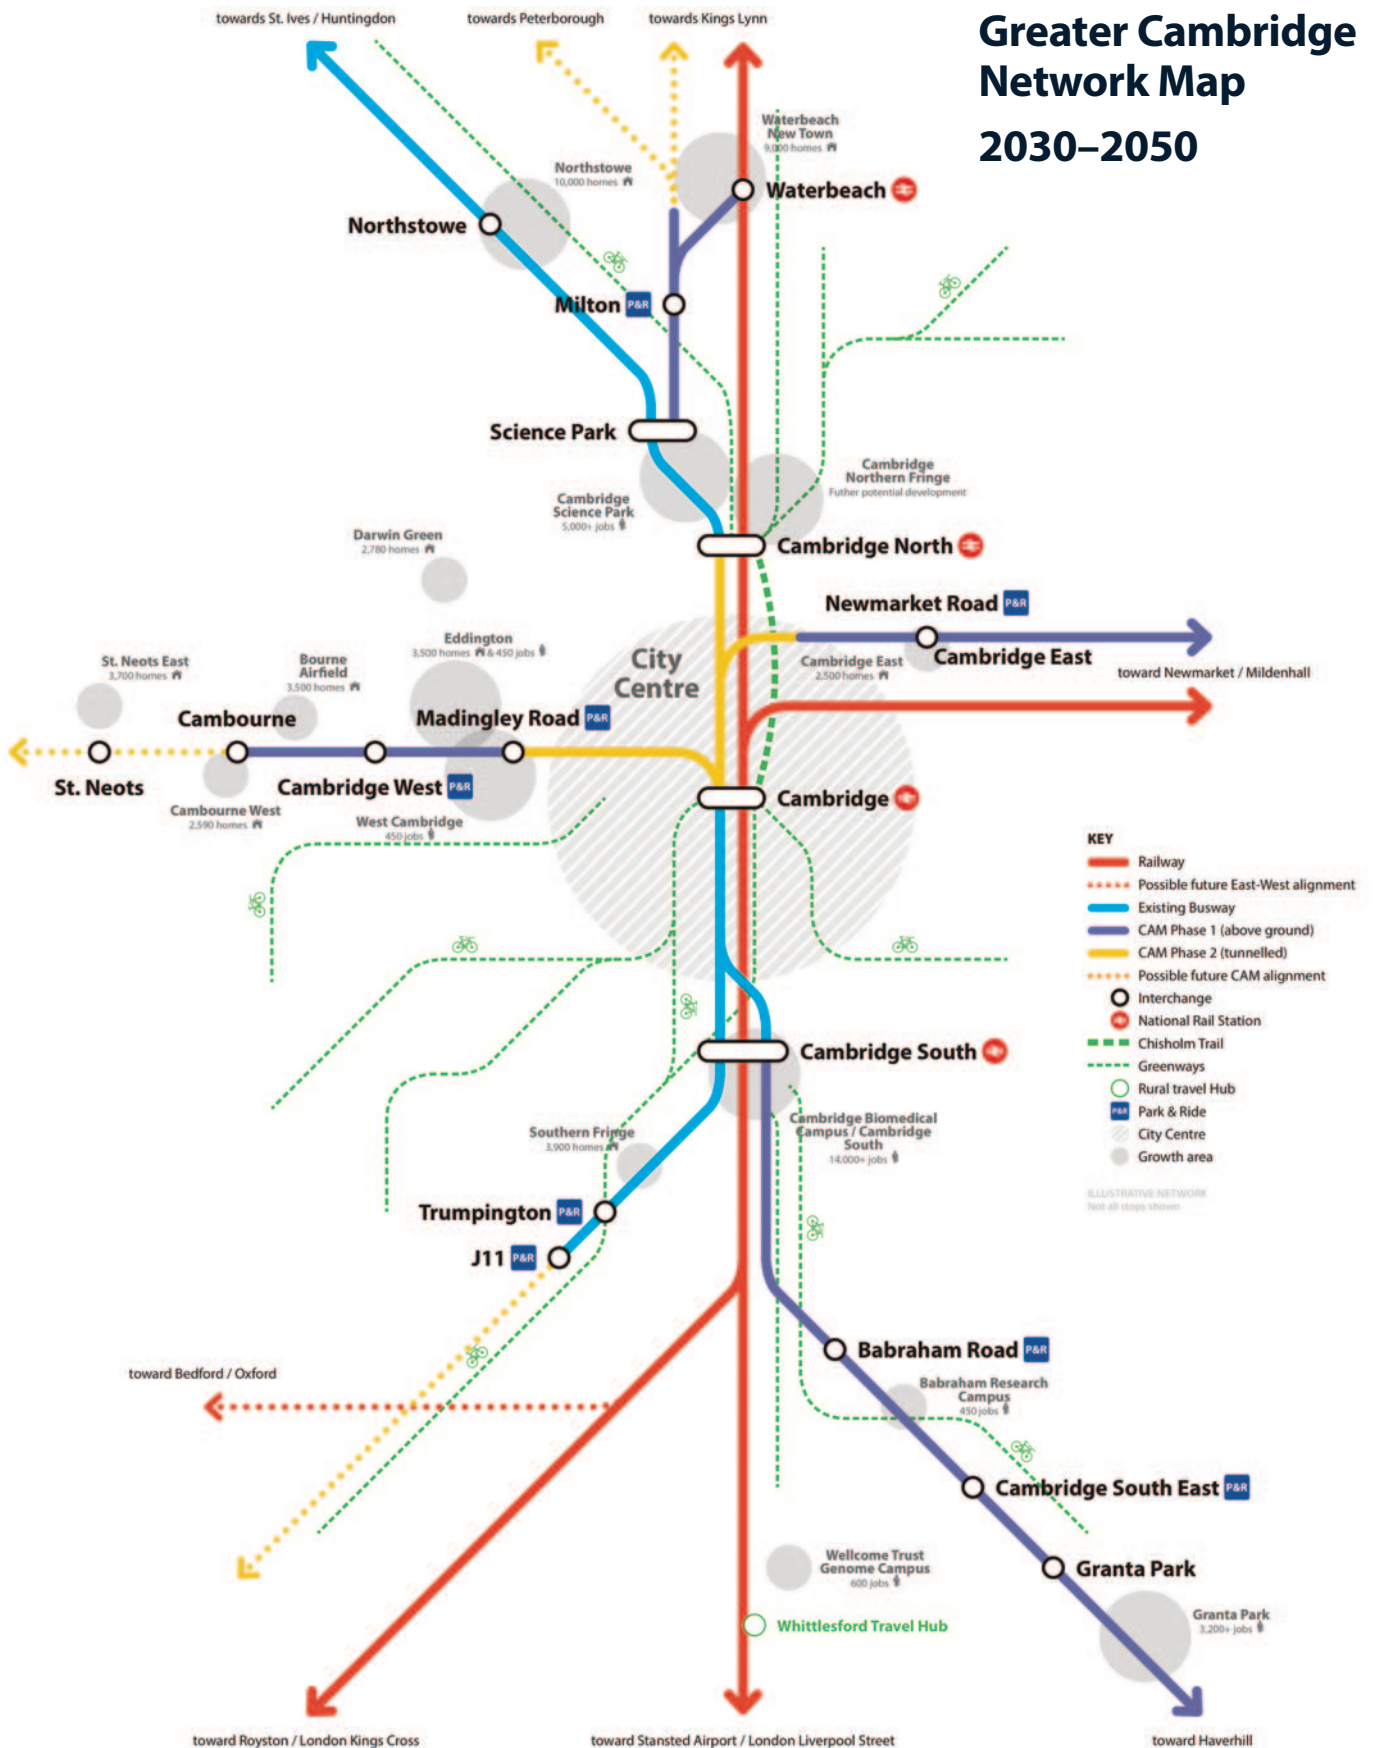 Greater Cambridge
Network Map
2030–2050
towards St. Ives / Huntingdon
towards Peterborough
towards Kings Lynn
Waterbeach
New Town
9,000 homes
Northstowe
10,000 homes
Waterbeach
Northstowe
Milton P&R
Science Park
Cambridge
Northern Fringe
Futher potential development
Cambridge
Science Park
5,000+ jobs
Darwin Green
2,780 homes
Cambridge North
Newmarket Road P&R
Eddington
3,500 homes & 450 jobs
City
Centre
Cambridge East
2,500 homes
Cambridge East
toward Newmarket / Mildenhall
St. Neots East
3,700 homes
Bourne
Airfield
3,500 homes
Cambourne
Madingley Road P&R
St. Neots
Cambridge West P&R
Cambridge
Cambourne West
2,590 homes
West Cambridge
450 jobs
KEY
Railway
Possible future East-West alignment
Existing Busway
CAM Phase 1 (above ground)
CAM Phase 2 (tunnelled)
Possible future CAM alignment
Interchange
National Rail Station
Chisholm Trail
Greenways
Rural travel Hub
P&R Park & Ride
City Centre
Growth area
ILLUSTRATIVE NETWORK
Not all stops shown
Cambridge South
Cambridge Biomedical
Campus / Cambridge
South
14,000+ jobs
Southern Fringe
3,900 homes
Trumpington P&R
J11 P&R
Babraham Road P&R
toward Bedford / Oxford
Babraham Research
Campus
450 jobs
Cambridge South East P&R
Wellcome Trust
Genome Campus
600 jobs
Granta Park
Whittlesford Travel Hub
Granta Park
3,200+ jobs
toward Royston / London Kings Cross
toward Stansted Airport / London Liverpool Street
toward Haverhill